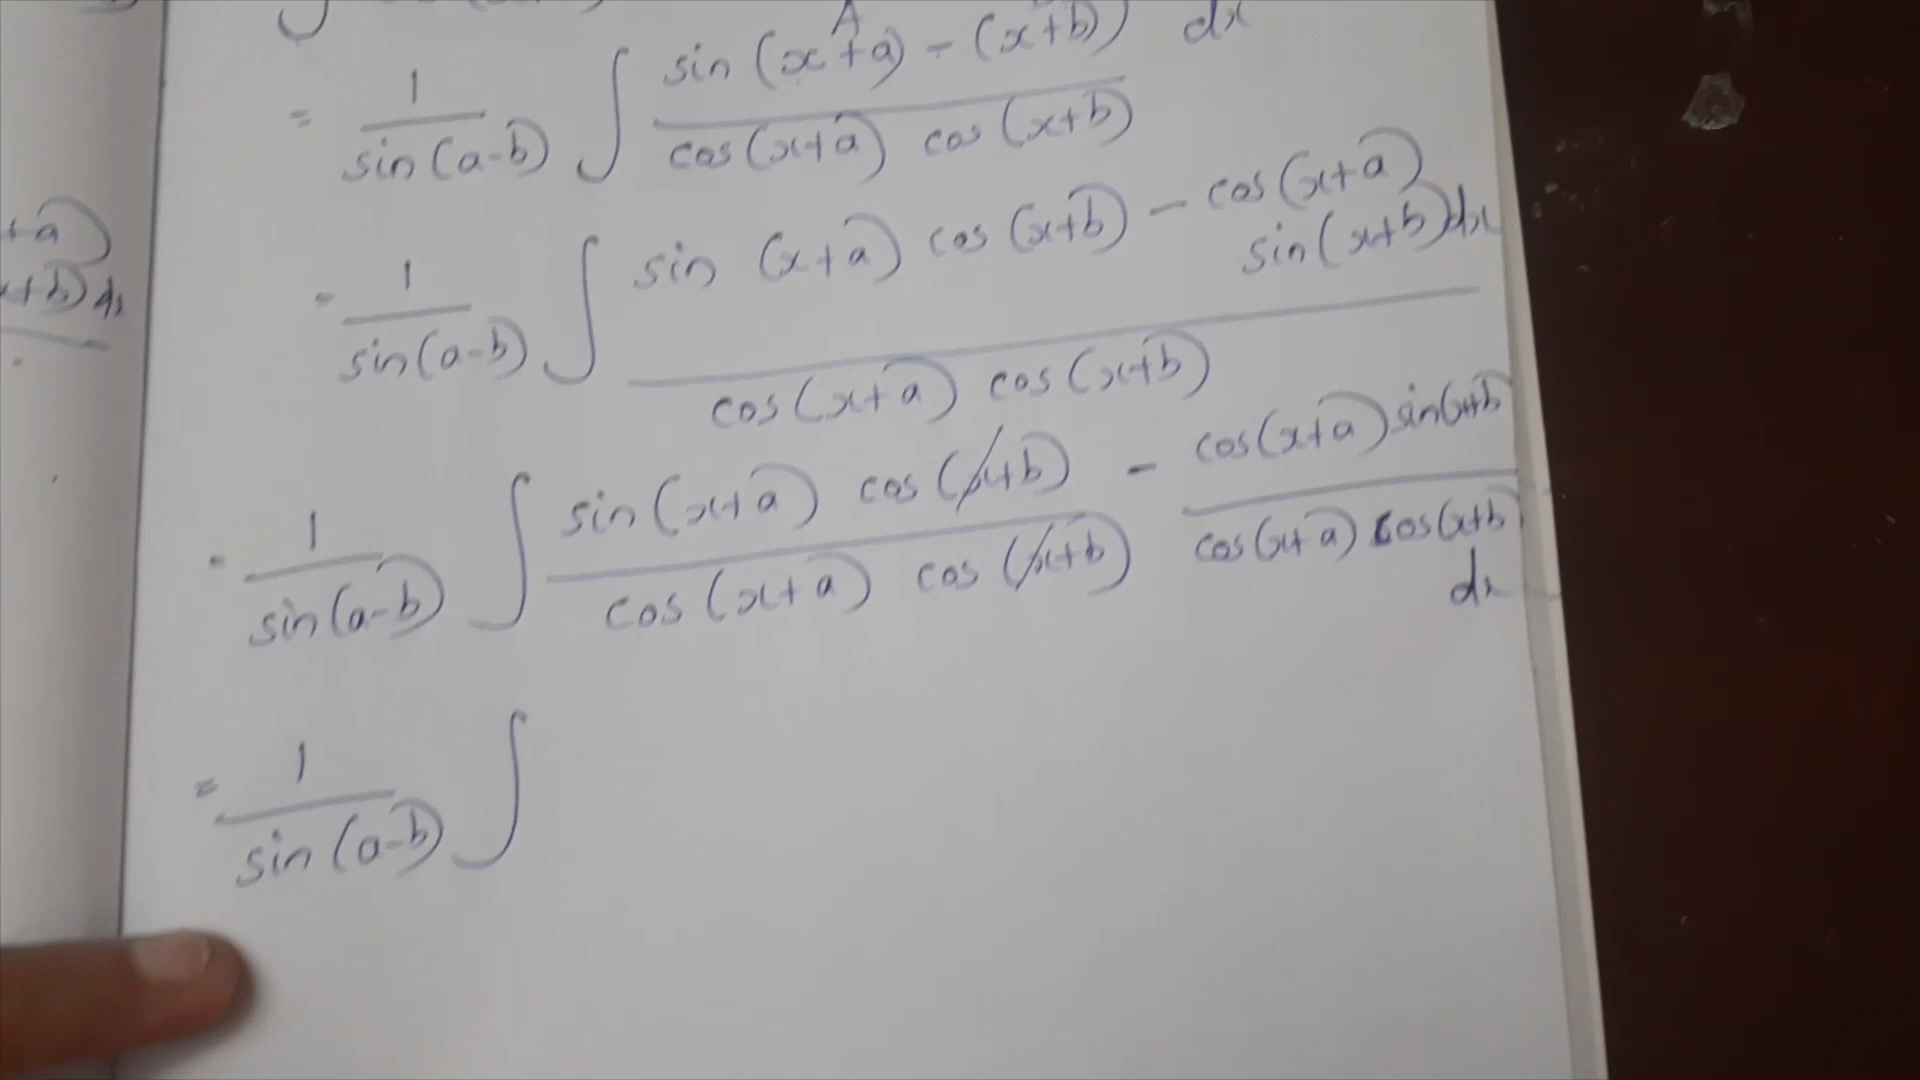 A
= 1/sin(a-b) ∫ sin (x+a) - (x+b) / cos(x+a) cos(x+b) dx
+a)
x+b) dx
= 1/sin(a-b) ∫ sin (x+a) cos (x+b) - cos(x+a) sin(x+b) dx / cos(x+a) cos(x+b)
= 1/sin(a-b) ∫ sin(x+a) cos(x+b) / cos(x+a) cos(x+b) - cos(x+a) sin(x+b / cos(x+a) cos(x+b dx
= 1/sin(a-b) ∫